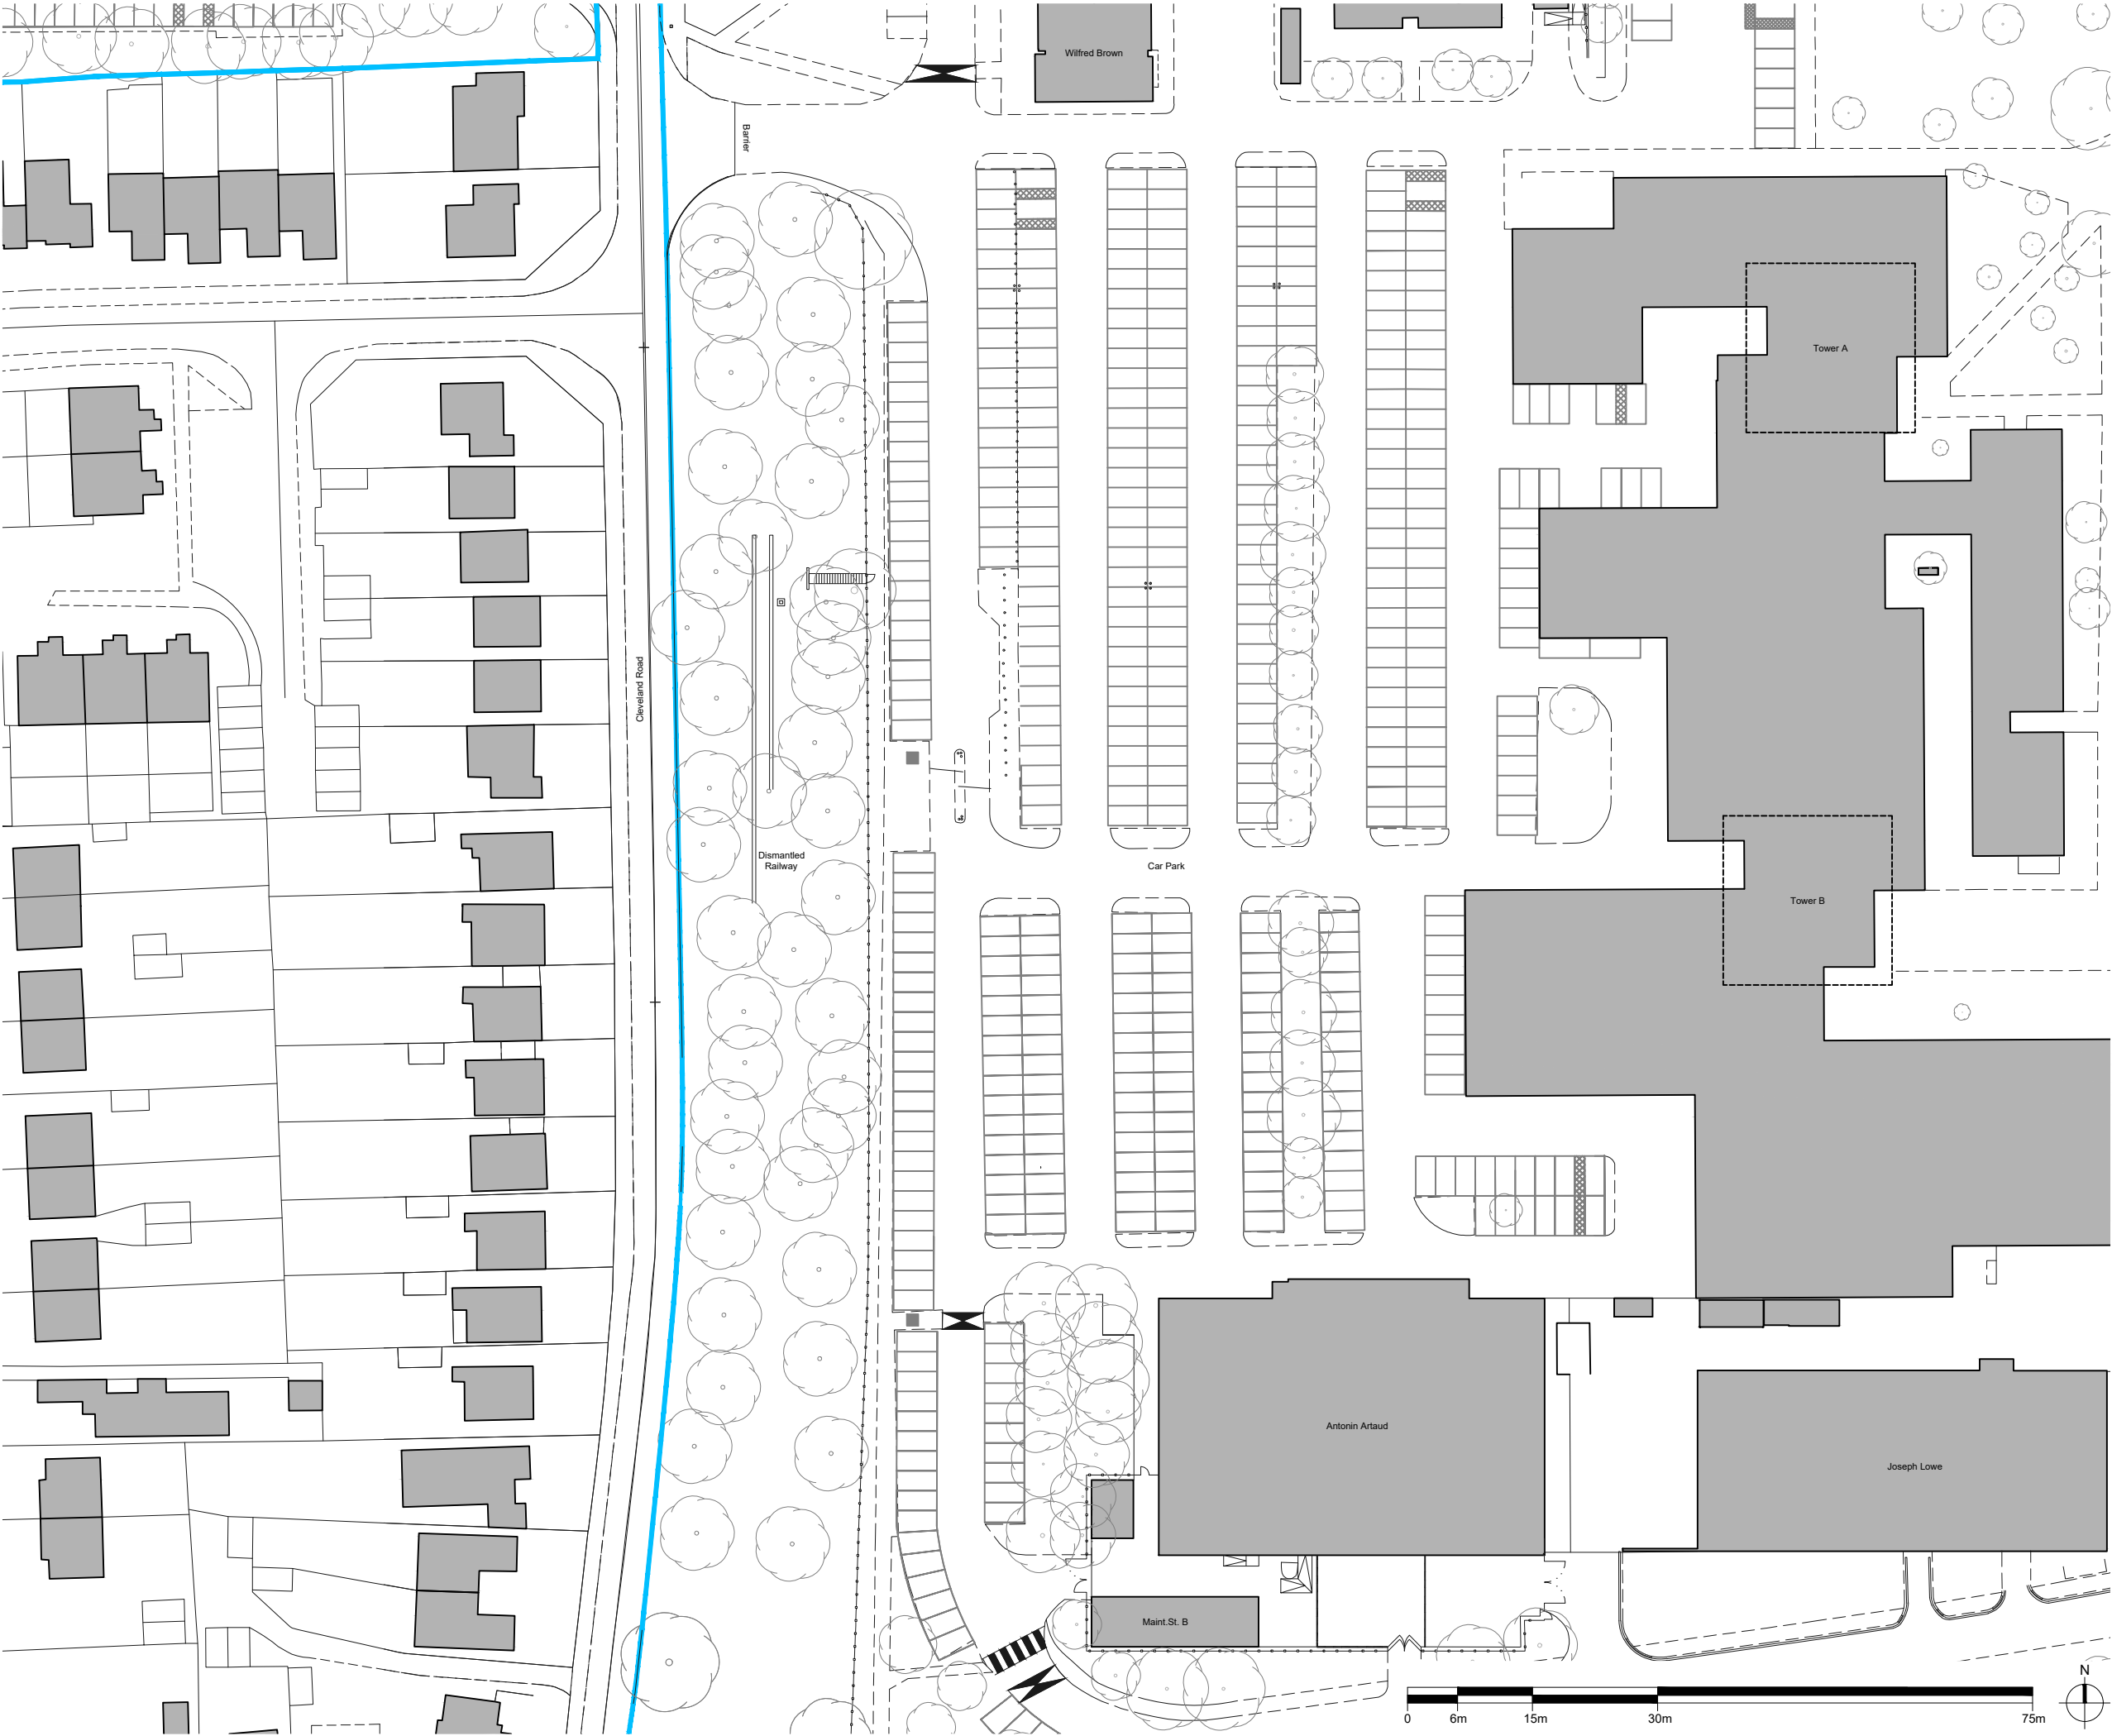 Wilfred Brown
Barrier
Tower A
Cleveland Road
Dismantled
Railway
Car Park
Tower B
Antonin Artaud
Joseph Lowe
Maint.St. B
N
0 6m 15m 30m 75m